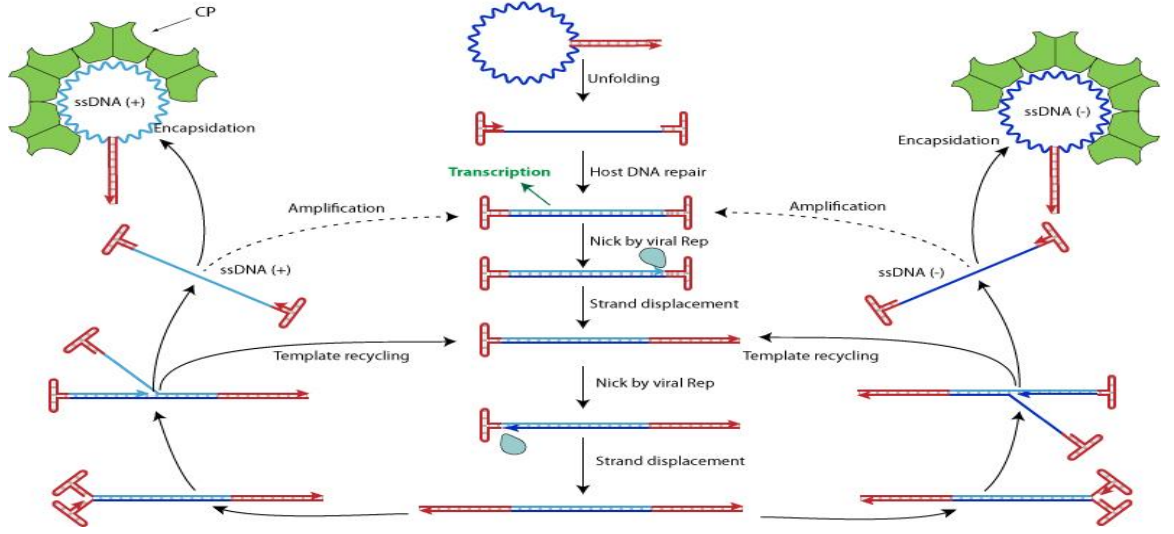 CP
ssDNA (+)
Encapsidation
Amplification
ssDNA (+)
Template recycling
Unfolding
Host DNA repair
Transcription
Nick by viral Rep
Strand displacement
Nick by viral Rep
Strand displacement
ssDNA (-)
Encapsidation
Amplification
ssDNA (-)
Template recycling